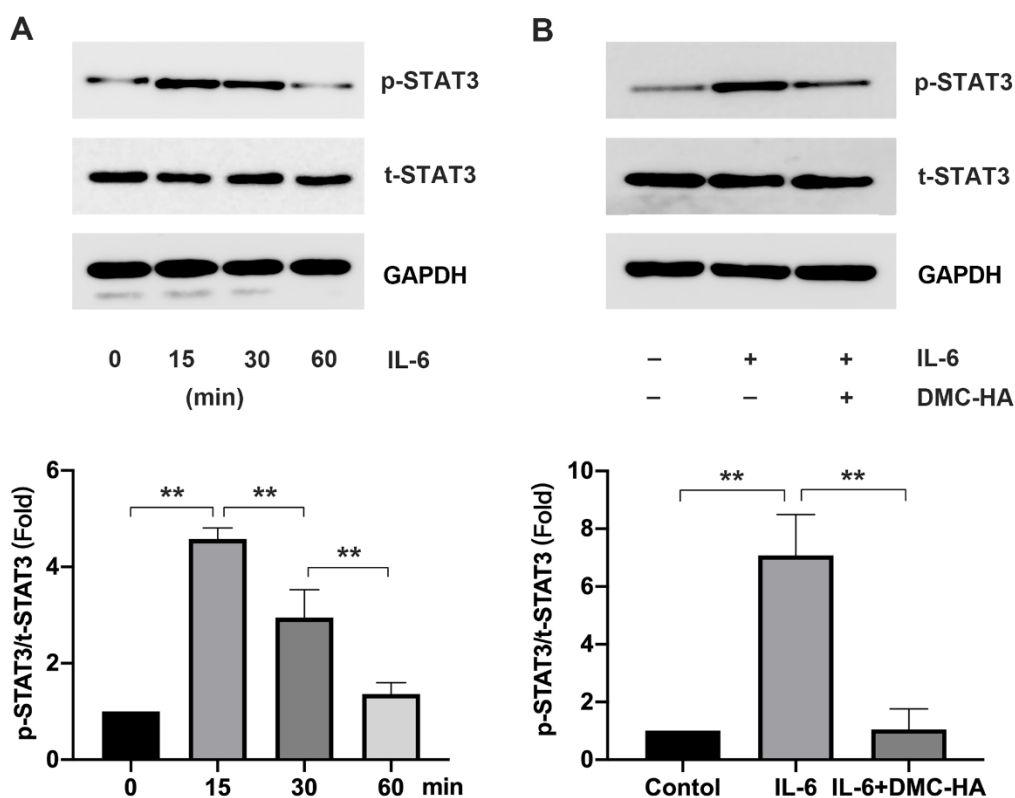 A
p-STAT3
t-STAT3
GAPDH
0 15 30 60 IL-6
(min)
p-STAT3/t-STAT3 (Fold)
6
4
2
0
** ** **
0 15 30 60 min
B
p-STAT3
t-STAT3
GAPDH
– + + IL-6
– – + DMC-HA
p-STAT3/t-STAT3 (Fold)
10
8
6
4
2
0
** **
Contol IL-6 IL-6+DMC-HA